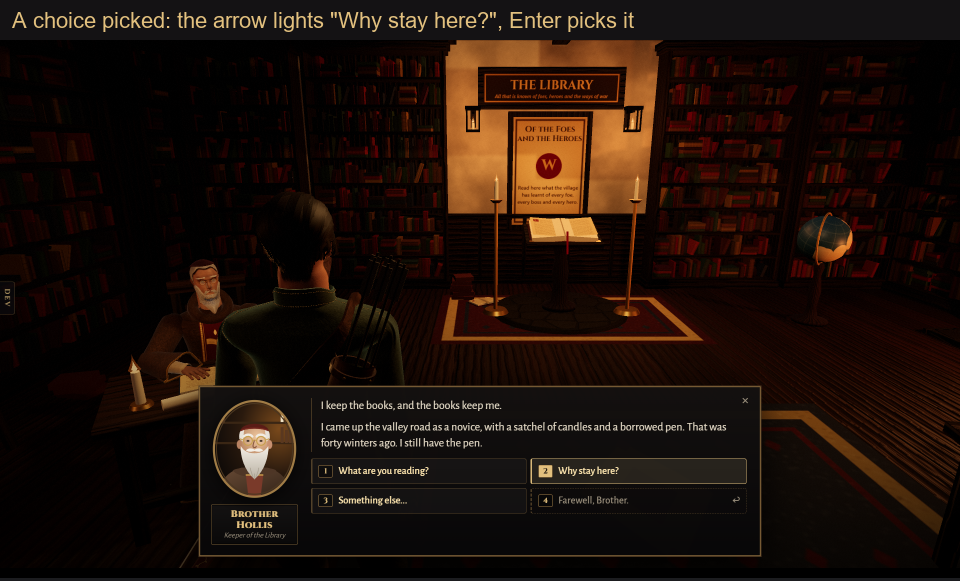 A choice picked: the arrow lights "Why stay here?", Enter picks it
THE LIBRARY
All that is known of foes, heroes and the ways of war
OF THE FOES
AND THE HEROES
W
Read here what the village
has learnt of every foe,
every boss and every hero.
DEV
I keep the books, and the books keep me.
I came up the valley road as a novice, with a satchel of candles and a borrowed pen. That was
forty winters ago. I still have the pen.
1 What are you reading?
2 Why stay here?
3 Something else...
4 Farewell, Brother.
BROTHER
HOLLIS
Keeper of the Library